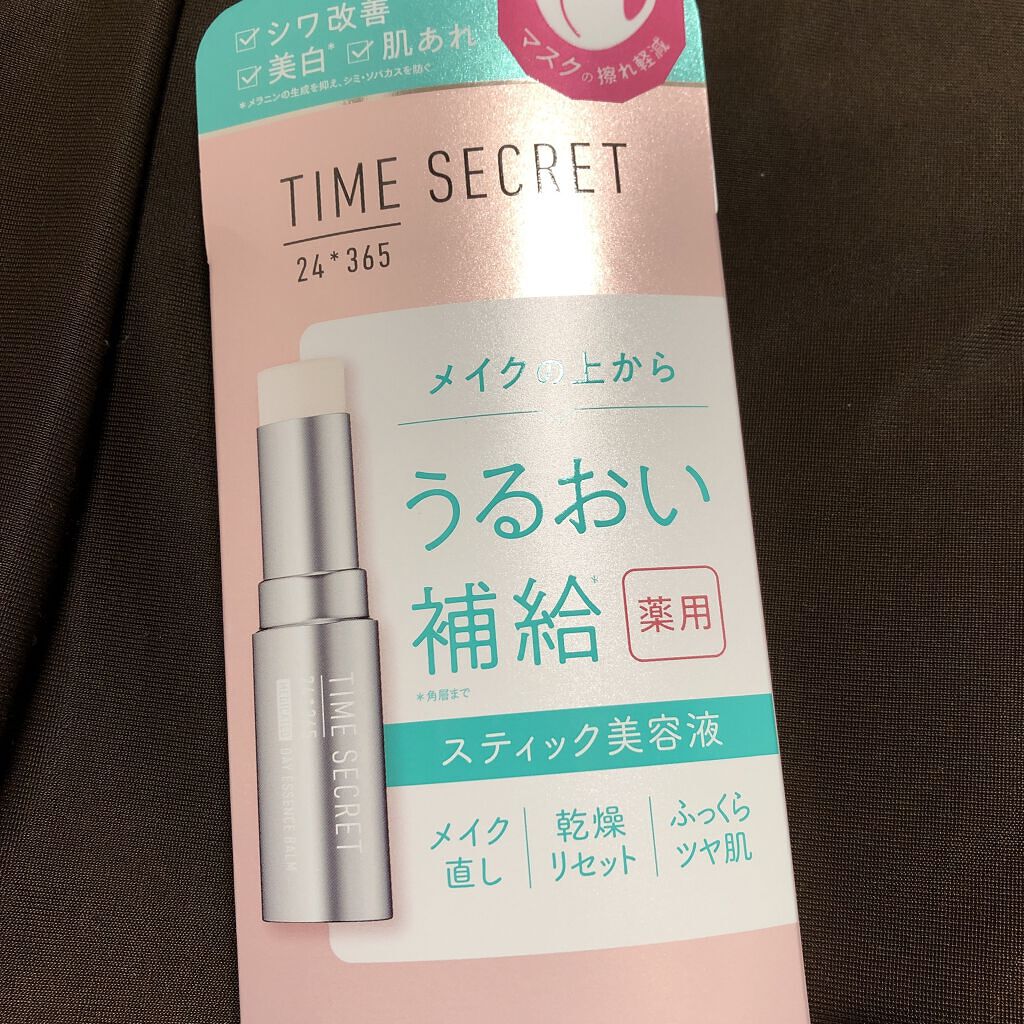 シワ改善
美白* 肌あれ
*メラニンの生成を抑え、シミ・ソバカスを防ぐ
マスクの擦れ軽減
TIME SECRET
24*365
メイクの上から
うるおい
補給*
薬用
*角層まで
スティック美容液
メイク
直し
乾燥
リセット
ふっくら
ツヤ肌
TIME SECRET
24*365
MEDICATED DAY ESSENCE BALM